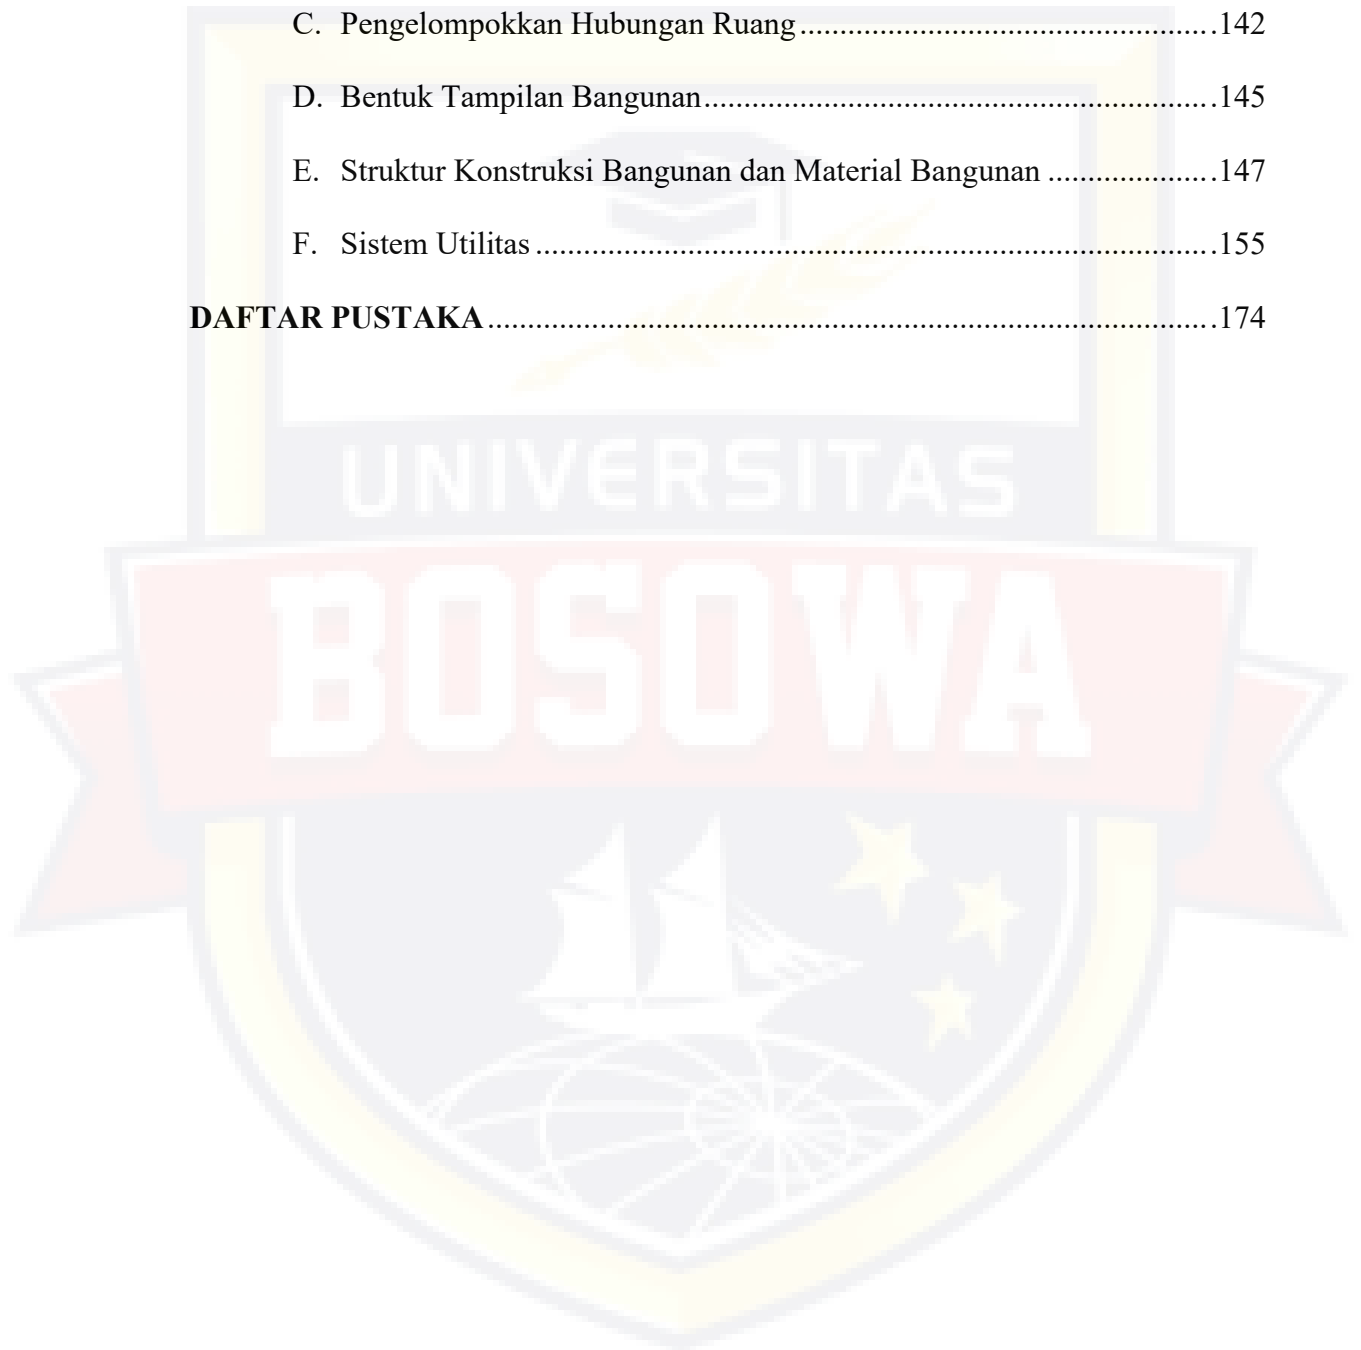 C. Pengelompokkan Hubungan Ruang.....................................................142
D. Bentuk Tampilan Bangunan.................................................................145
E. Struktur Konstruksi Bangunan dan Material Bangunan .....................147
F. Sistem Utilitas......................................................................................155
DAFTAR PUSTAKA............................................................................................174
UNIVERSITAS
BOSOWA